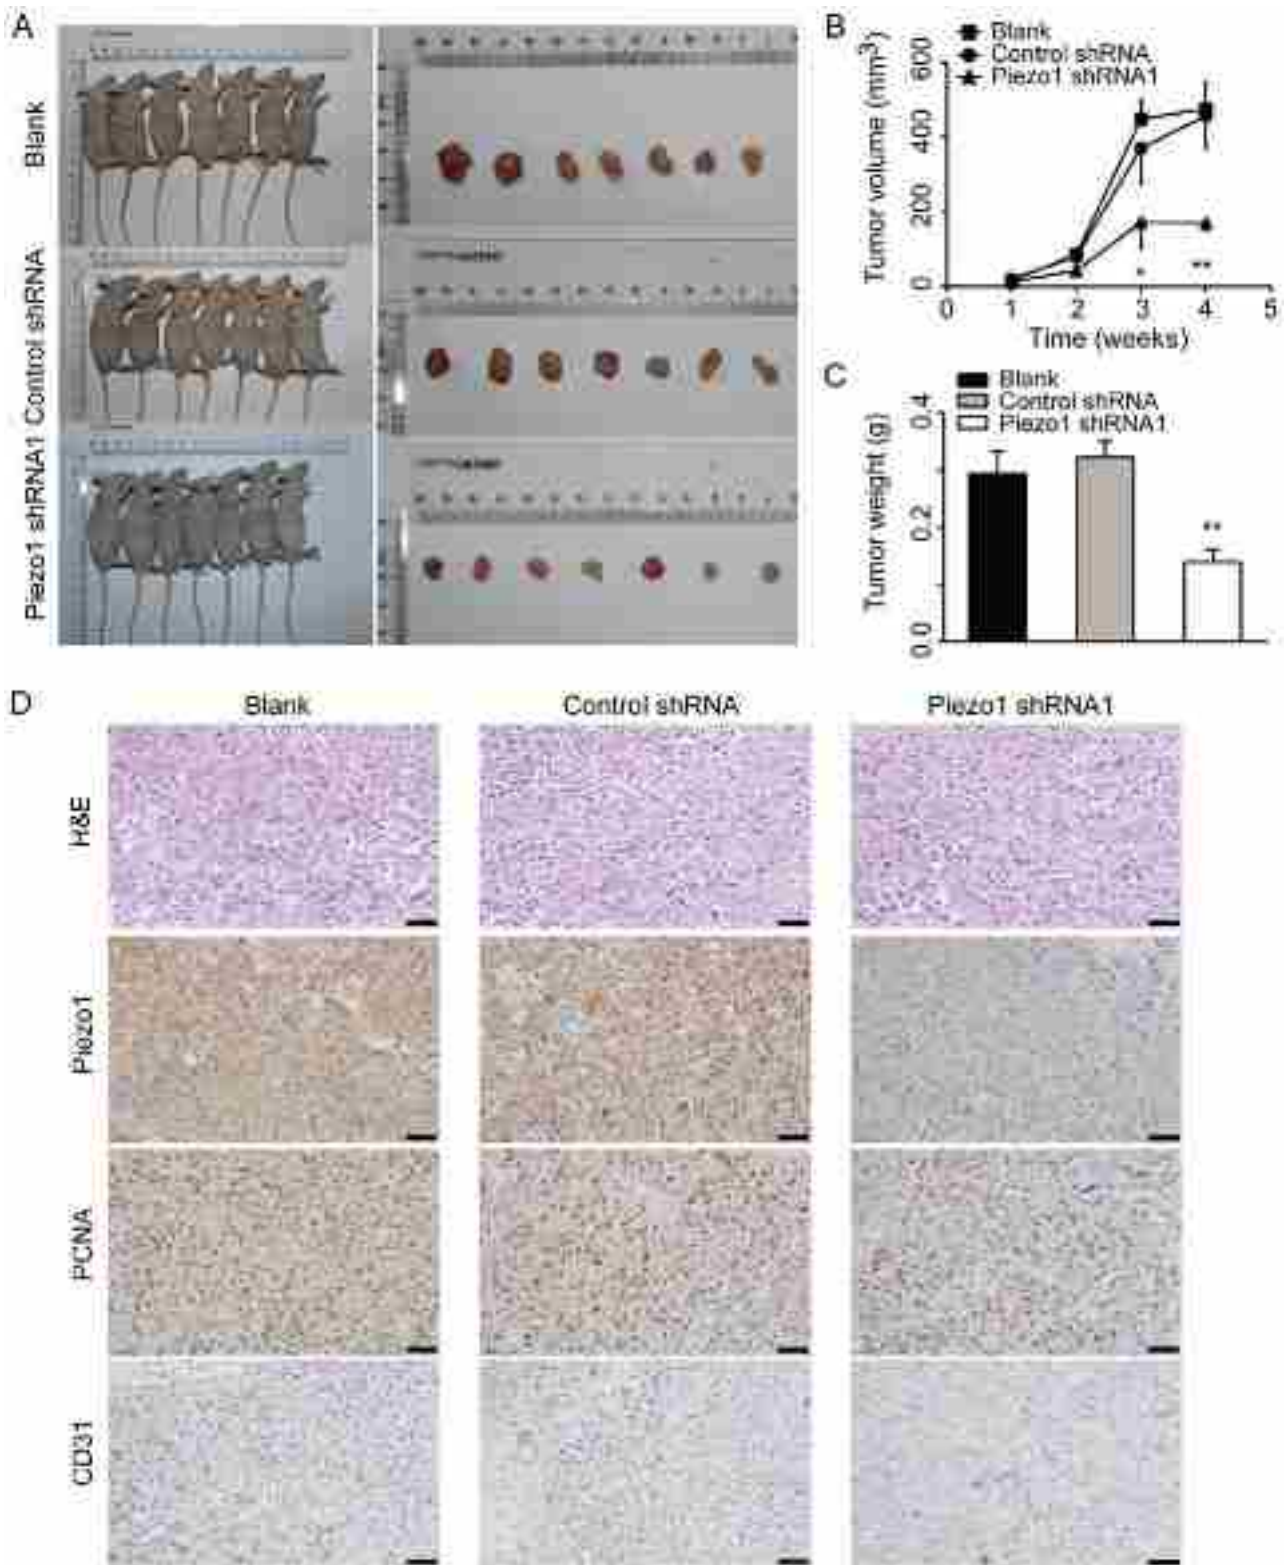 A
Blank
Control shRNA
Piezo1 shRNA1
B
Blank
Control shRNA
Piezo1 shRNA1
Tumor volume (mm³)
600
400
200
0
*
**
0 1 2 3 4 5
Time (weeks)
C
Blank
Control shRNA
Piezo1 shRNA1
Tumor weight (g)
0.4
0.2
0.0
**
D
Blank Control shRNA Piezo1 shRNA1
H&E
Piezo1
PCNA
CD31